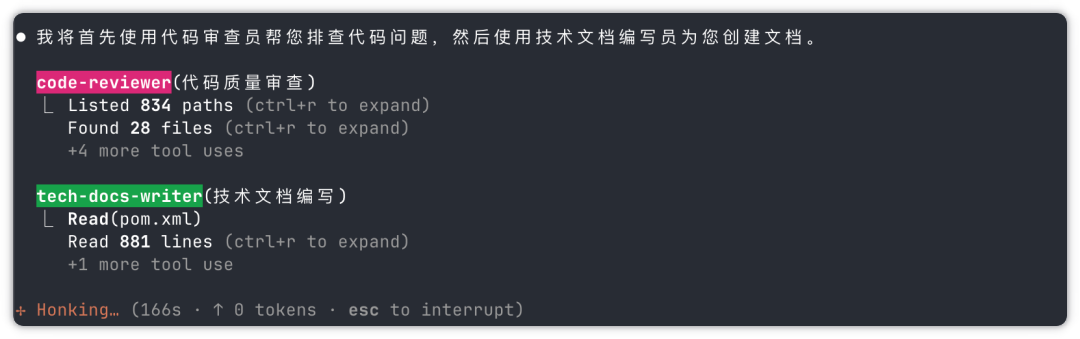 ● 我将首先使用代码审查员帮您排查代码问题，然后使用技术文档编写员为您创建文档。
code-reviewer(代码质量审查)
⎿ Listed 834 paths (ctrl+r to expand)
Found 28 files (ctrl+r to expand)
+4 more tool uses
tech-docs-writer(技术文档编写)
⎿ Read(pom.xml)
Read 881 lines (ctrl+r to expand)
+1 more tool use
✢ Honking… (166s · ↑ 0 tokens · esc to interrupt)